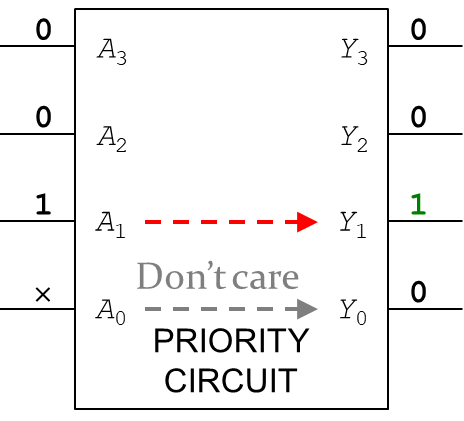 0 A₃ Y₃ 0
0 A₂ Y₂ 0
1 A₁ Y₁ 1
Don't care
× A₀ Y₀ 0
PRIORITY
CIRCUIT